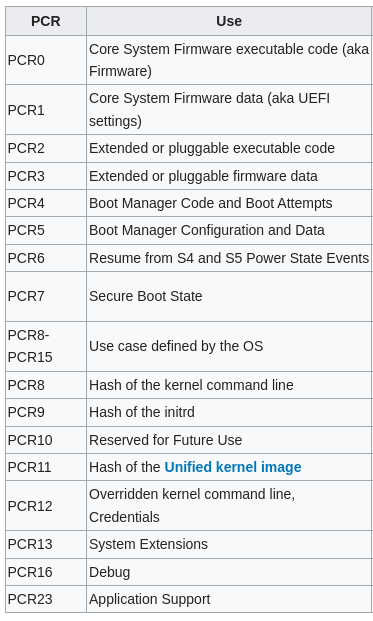 PCR Use
PCR0 Core System Firmware executable code (aka
Firmware)
PCR1 Core System Firmware data (aka UEFI
settings)
PCR2 Extended or pluggable executable code
PCR3 Extended or pluggable firmware data
PCR4 Boot Manager Code and Boot Attempts
PCR5 Boot Manager Configuration and Data
PCR6 Resume from S4 and S5 Power State Events
PCR7 Secure Boot State
PCR8-
PCR15 Use case defined by the OS
PCR8 Hash of the kernel command line
PCR9 Hash of the initrd
PCR10 Reserved for Future Use
PCR11 Hash of the Unified kernel image
PCR12 Overridden kernel command line,
Credentials
PCR13 System Extensions
PCR16 Debug
PCR23 Application Support